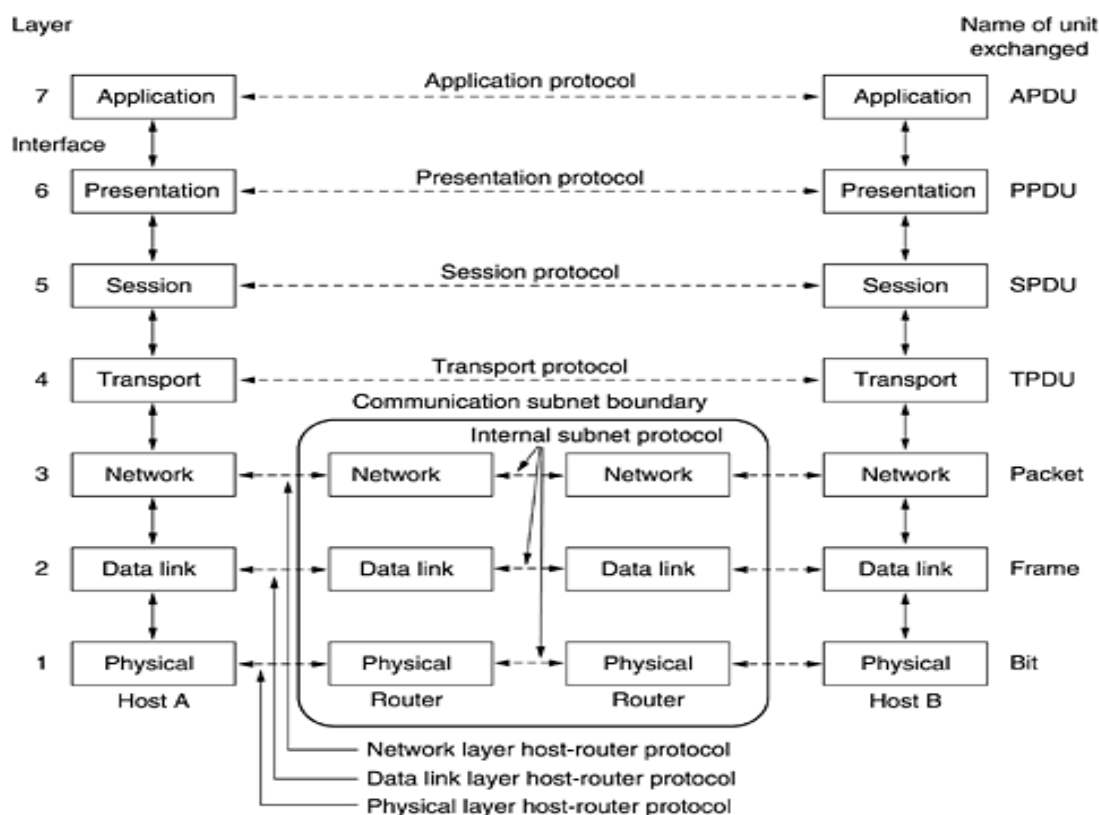 Layer
Name of unit
exchanged
Application protocol
7 Application Application APDU
Interface
Presentation protocol
6 Presentation Presentation PPDU
Session protocol
5 Session Session SPDU
Transport protocol
4 Transport Transport TPDU
Communication subnet boundary
Internal subnet protocol
3 Network Network Network Network Packet
2 Data link Data link Data link Data link Frame
1 Physical Physical Physical Physical Bit
Host A Router Router Host B
Network layer host-router protocol
Data link layer host-router protocol
Physical layer host-router protocol